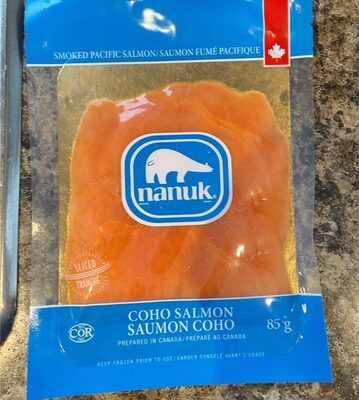 SMOKED PACIFIC SALMON/SAUMON FUMÉ PACIFIQUE
nanuk®
SLICED
TRANCHÉ
COR
COHO SALMON
SAUMON COHO
85 g
PREPARED IN CANADA/PRÉPARÉ AU CANADA
KEEP FROZEN PRIOR TO USE/GARDER CONGELÉ AVANT L'USAGE